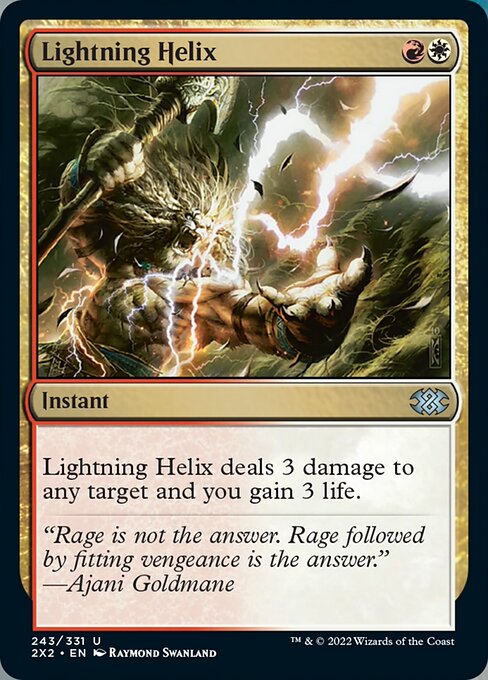 Lightning Helix
Instant
Lightning Helix deals 3 damage to
any target and you gain 3 life.
“Rage is not the answer. Rage followed
by fitting vengeance is the answer.”
—Ajani Goldmane
243/331 U
2X2 • EN Raymond Swanland
™ & © 2022 Wizards of the Coast